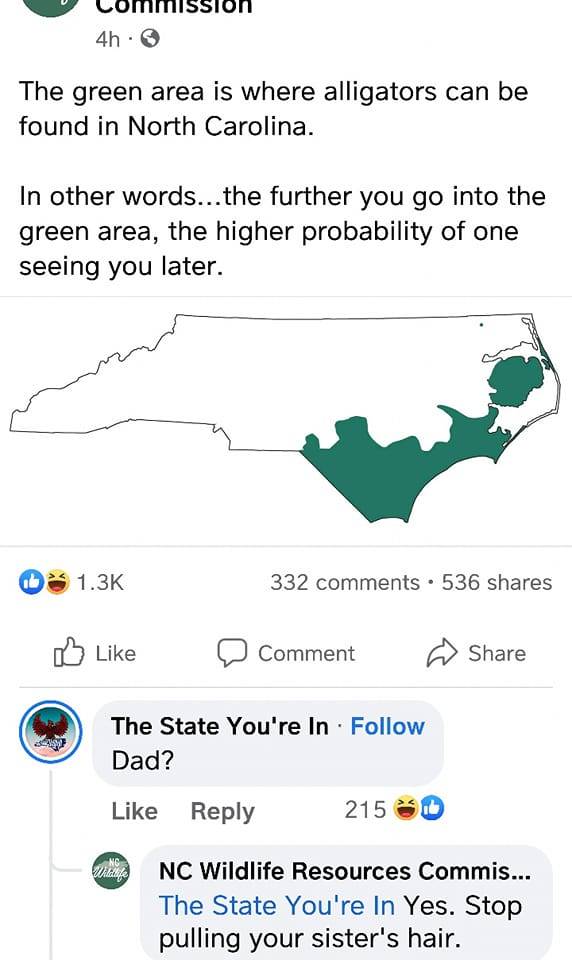 Commission
4h ·
The green area is where alligators can be
found in North Carolina.
In other words...the further you go into the
green area, the higher probability of one
seeing you later.
1.3K
332 comments • 536 shares
Like
Comment
Share
The State You're In · Follow
Dad?
Like
Reply
215
NC
Wildlife
NC Wildlife Resources Commis...
The State You're In Yes. Stop
pulling your sister's hair.